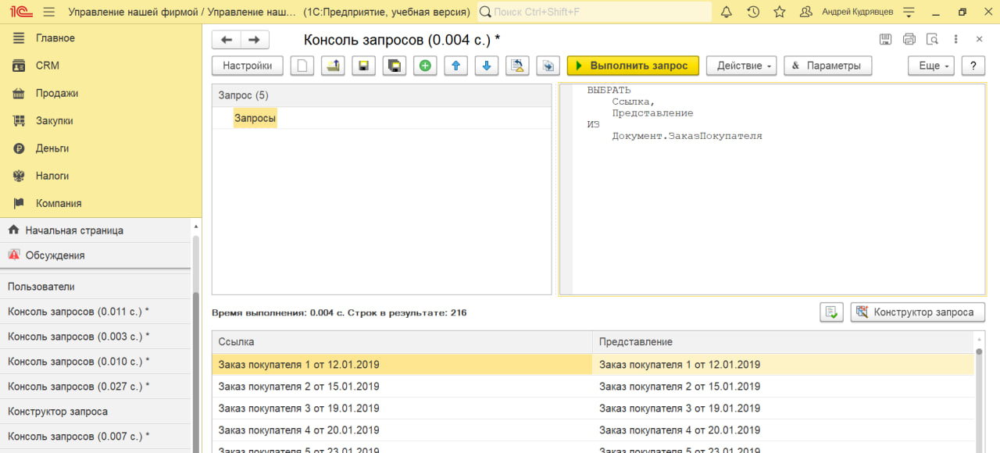 1С Управление нашей фирмой / Управление наш... (1С:Предприятие, учебная версия) Поиск Ctrl+Shift+F Андрей Кудрявцев
Главное
CRM
Продажи
Закупки
Деньги
Налоги
Компания
Начальная страница
Обсуждения
Пользователи
Консоль запросов (0.011 с.) *
Консоль запросов (0.003 с.) *
Консоль запросов (0.010 с.) *
Консоль запросов (0.027 с.) *
Конструктор запроса
Консоль запросов (0.007 с.) *
Консоль запросов (0.004 с.) *
Настройки Выполнить запрос Действие & Параметры Еще ?
Запрос (5)
Запросы
ВЫБРАТЬ
Ссылка,
Представление
ИЗ
Документ.ЗаказПокупателя
Время выполнения: 0.004 с. Строк в результате: 216
Конструктор запроса
Ссылка Представление
Заказ покупателя 1 от 12.01.2019 Заказ покупателя 1 от 12.01.2019
Заказ покупателя 2 от 15.01.2019 Заказ покупателя 2 от 15.01.2019
Заказ покупателя 3 от 19.01.2019 Заказ покупателя 3 от 19.01.2019
Заказ покупателя 4 от 20.01.2019 Заказ покупателя 4 от 20.01.2019
Заказ покупателя 5 от 23.01.2019 Заказ покупателя 5 от 23.01.2019